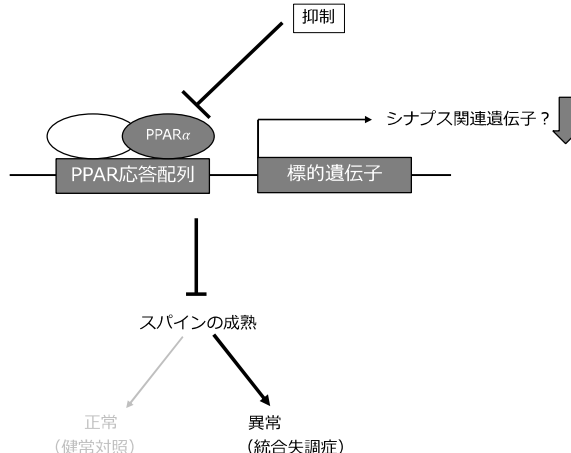 抑制
シナプス関連遺伝子？
PPARα
PPAR応答配列
標的遺伝子
スパインの成熟
正常
（健常対照）
異常
（統合失調症）